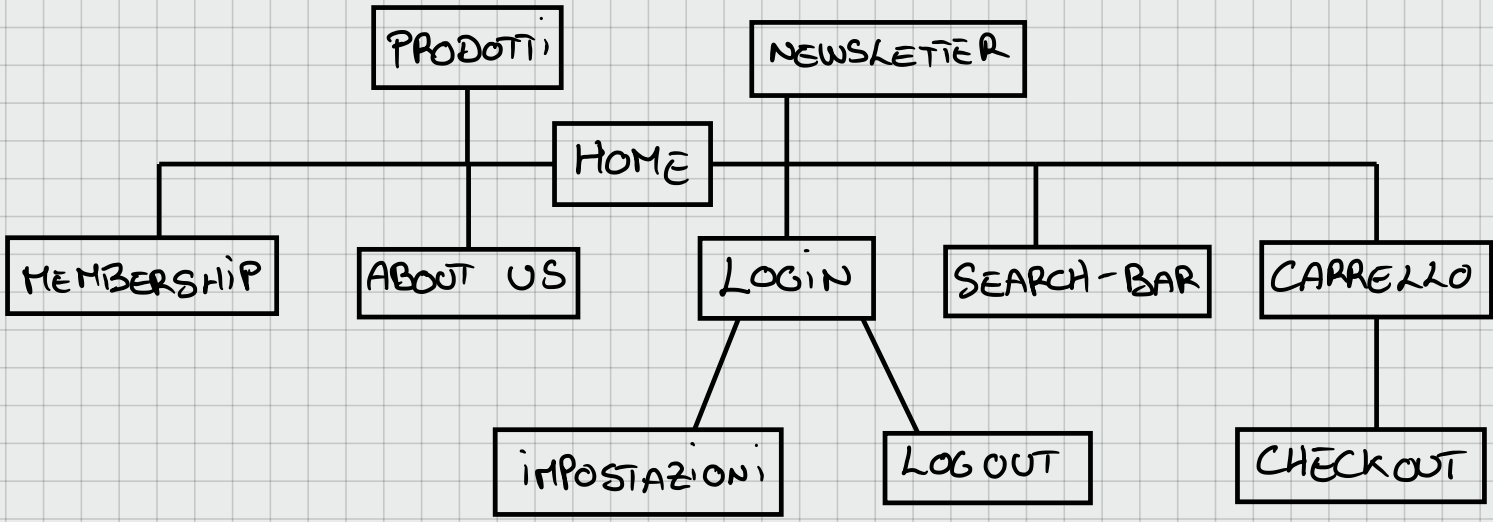 PRODOTTi
NEWSLETTER
HOME
MEMBERSHiP
ABOUT US
LOGiN
SEARCH-BAR
CARRELLO
iMPOSTAZiONi
LOGOUT
CHECKOUT